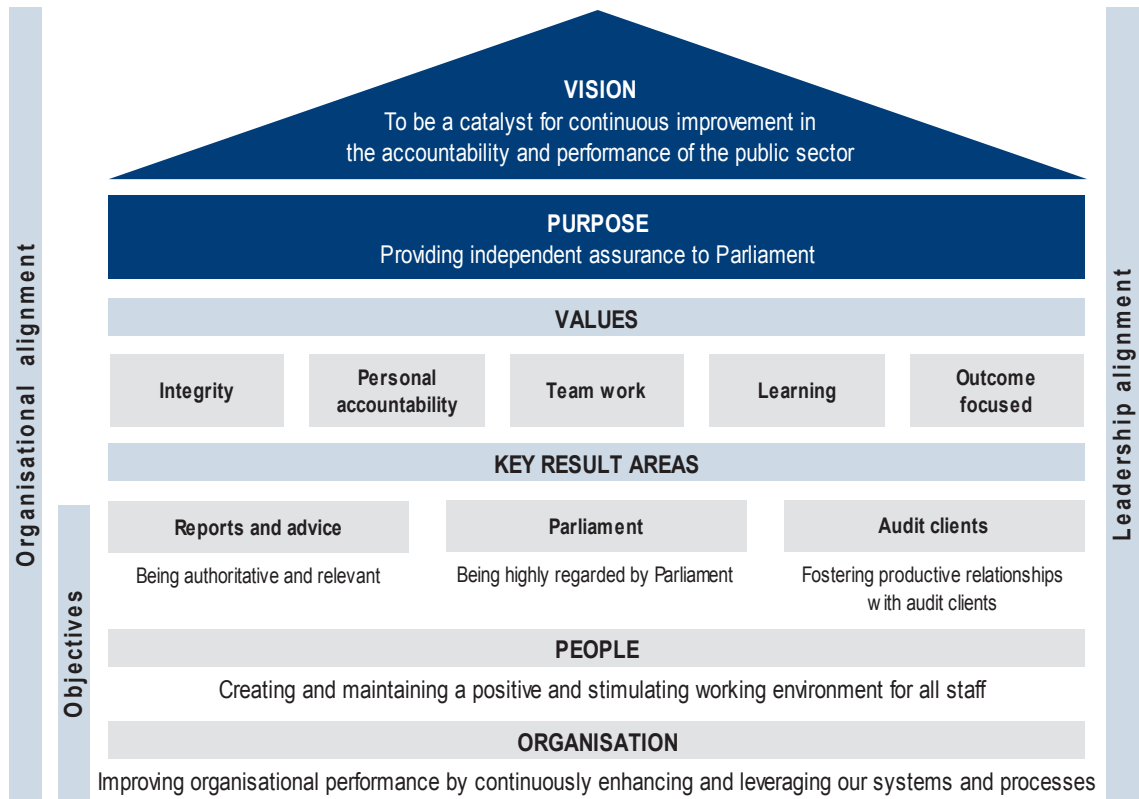 VISION
To be a catalyst for continuous improvement in
the accountability and performance of the public sector
PURPOSE
Providing independent assurance to Parliament
VALUES
Integrity
Personal
accountability
Team work
Learning
Outcome
focused
KEY RESULT AREAS
Reports and advice
Parliament
Audit clients
Being authoritative and relevant
Being highly regarded by Parliament
Fostering productive relationships
with audit clients
PEOPLE
Creating and maintaining a positive and stimulating working environment for all staff
ORGANISATION
Improving organisational performance by continuously enhancing and leveraging our systems and processes
Organisational alignment
Objectives
Leadership alignment